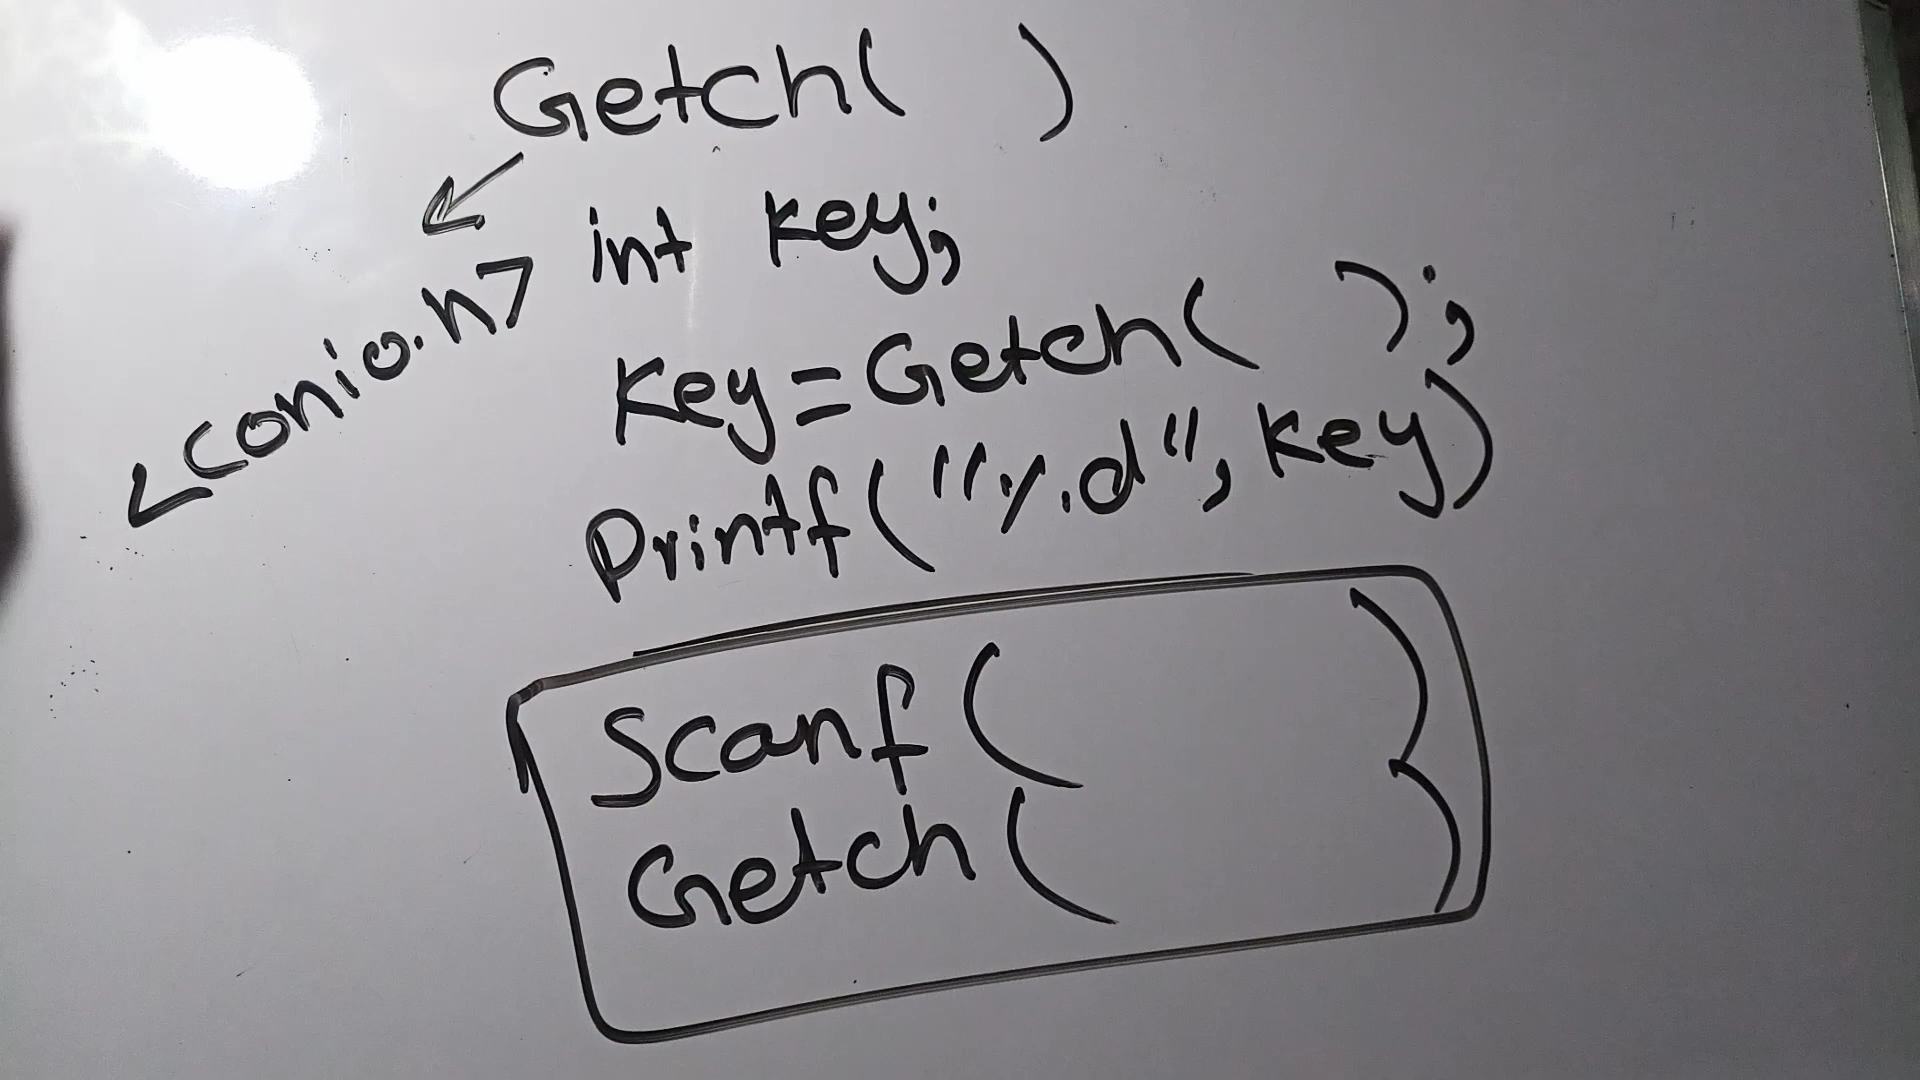 Getch( )
<conio.h>
int key;
Key=Getch( );
Printf("%d", key)
Scanf( )
Getch( )